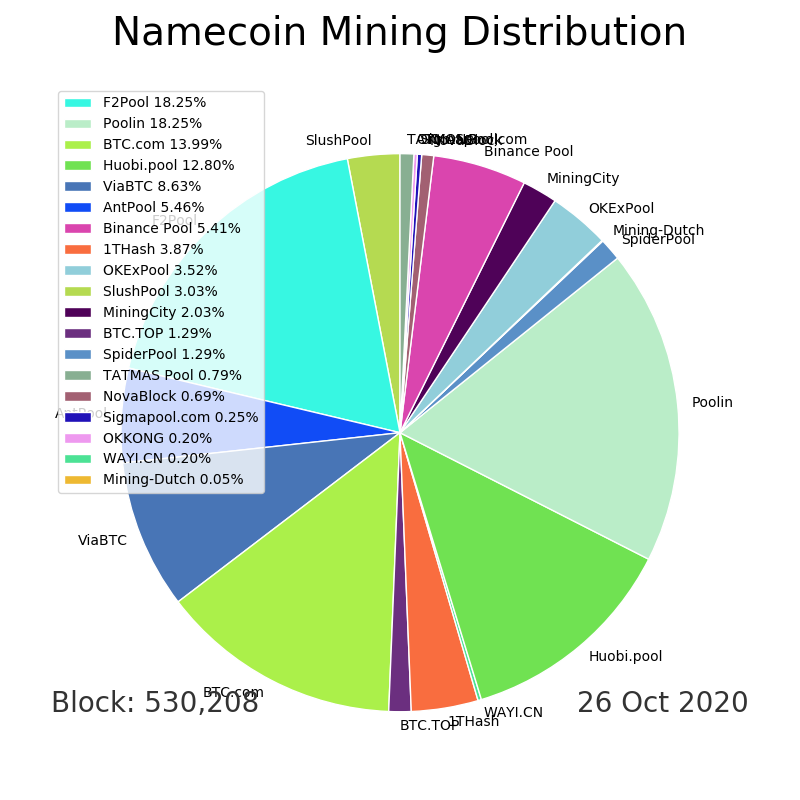 Namecoin Mining Distribution
F2Pool 18.25%
Poolin 18.25%
BTC.com 13.99%
Huobi.pool 12.80%
ViaBTC 8.63%
AntPool 5.46%
Binance Pool 5.41%
1THash 3.87%
OKExPool 3.52%
SlushPool 3.03%
MiningCity 2.03%
BTC.TOP 1.29%
SpiderPool 1.29%
TATMAS Pool 0.79%
NovaBlock 0.69%
Sigmapool.com 0.25%
OKKONG 0.20%
WAYI.CN 0.20%
Mining-Dutch 0.05%
SlushPool
Binance Pool
MiningCity
OKExPool
Mining-Dutch
SpiderPool
Poolin
Huobi.pool
WAYI.CN
1THash
BTC.TOP
BTC.com
ViaBTC
AntPool
F2Pool
Block: 530,208
26 Oct 2020